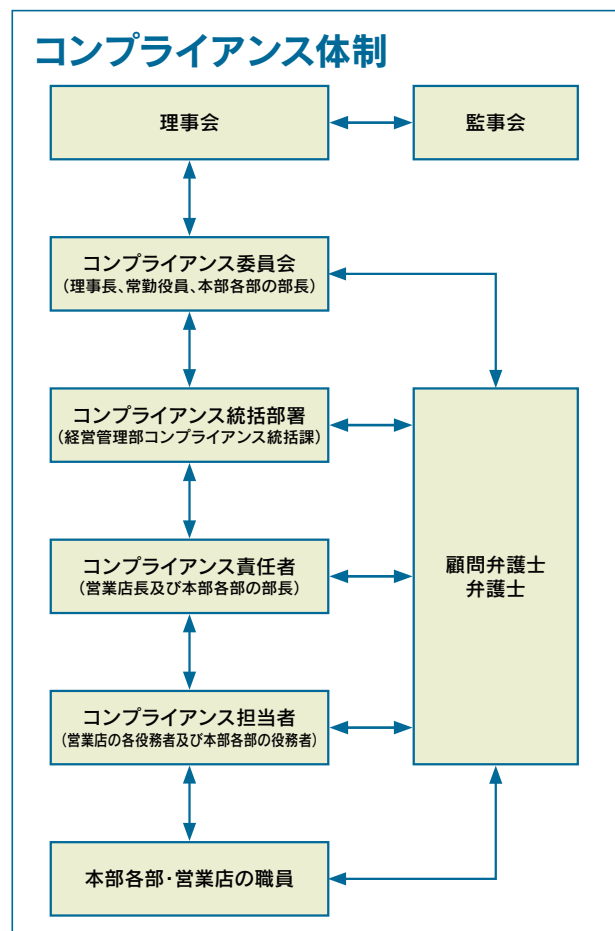 コンプライアンス体制
理事会
監事会
コンプライアンス委員会
（理事長、常勤役員、本部各部の部長）
コンプライアンス統括部署
（経営管理部コンプライアンス統括課）
コンプライアンス責任者
（営業店長及び本部各部の部長）
顧問弁護士
弁護士
コンプライアンス担当者
（営業店の各役務者及び本部各部の役務者）
本部各部・営業店の職員